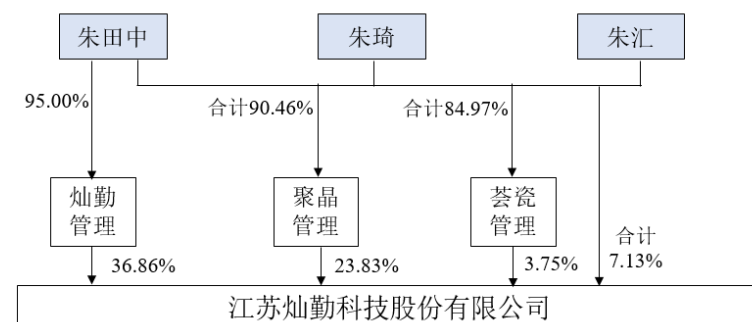 朱田中
朱琦
朱汇
95.00%
合计90.46%
合计84.97%
灿勤
管理
聚晶
管理
荟瓷
管理
合计
7.13%
36.86%
23.83%
3.75%
江苏灿勤科技股份有限公司